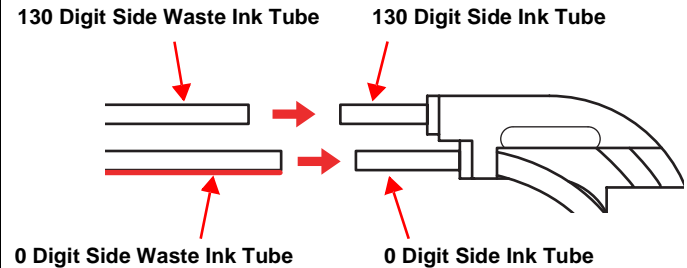 130 Digit Side Waste Ink Tube
130 Digit Side Ink Tube
0 Digit Side Waste Ink Tube
0 Digit Side Ink Tube